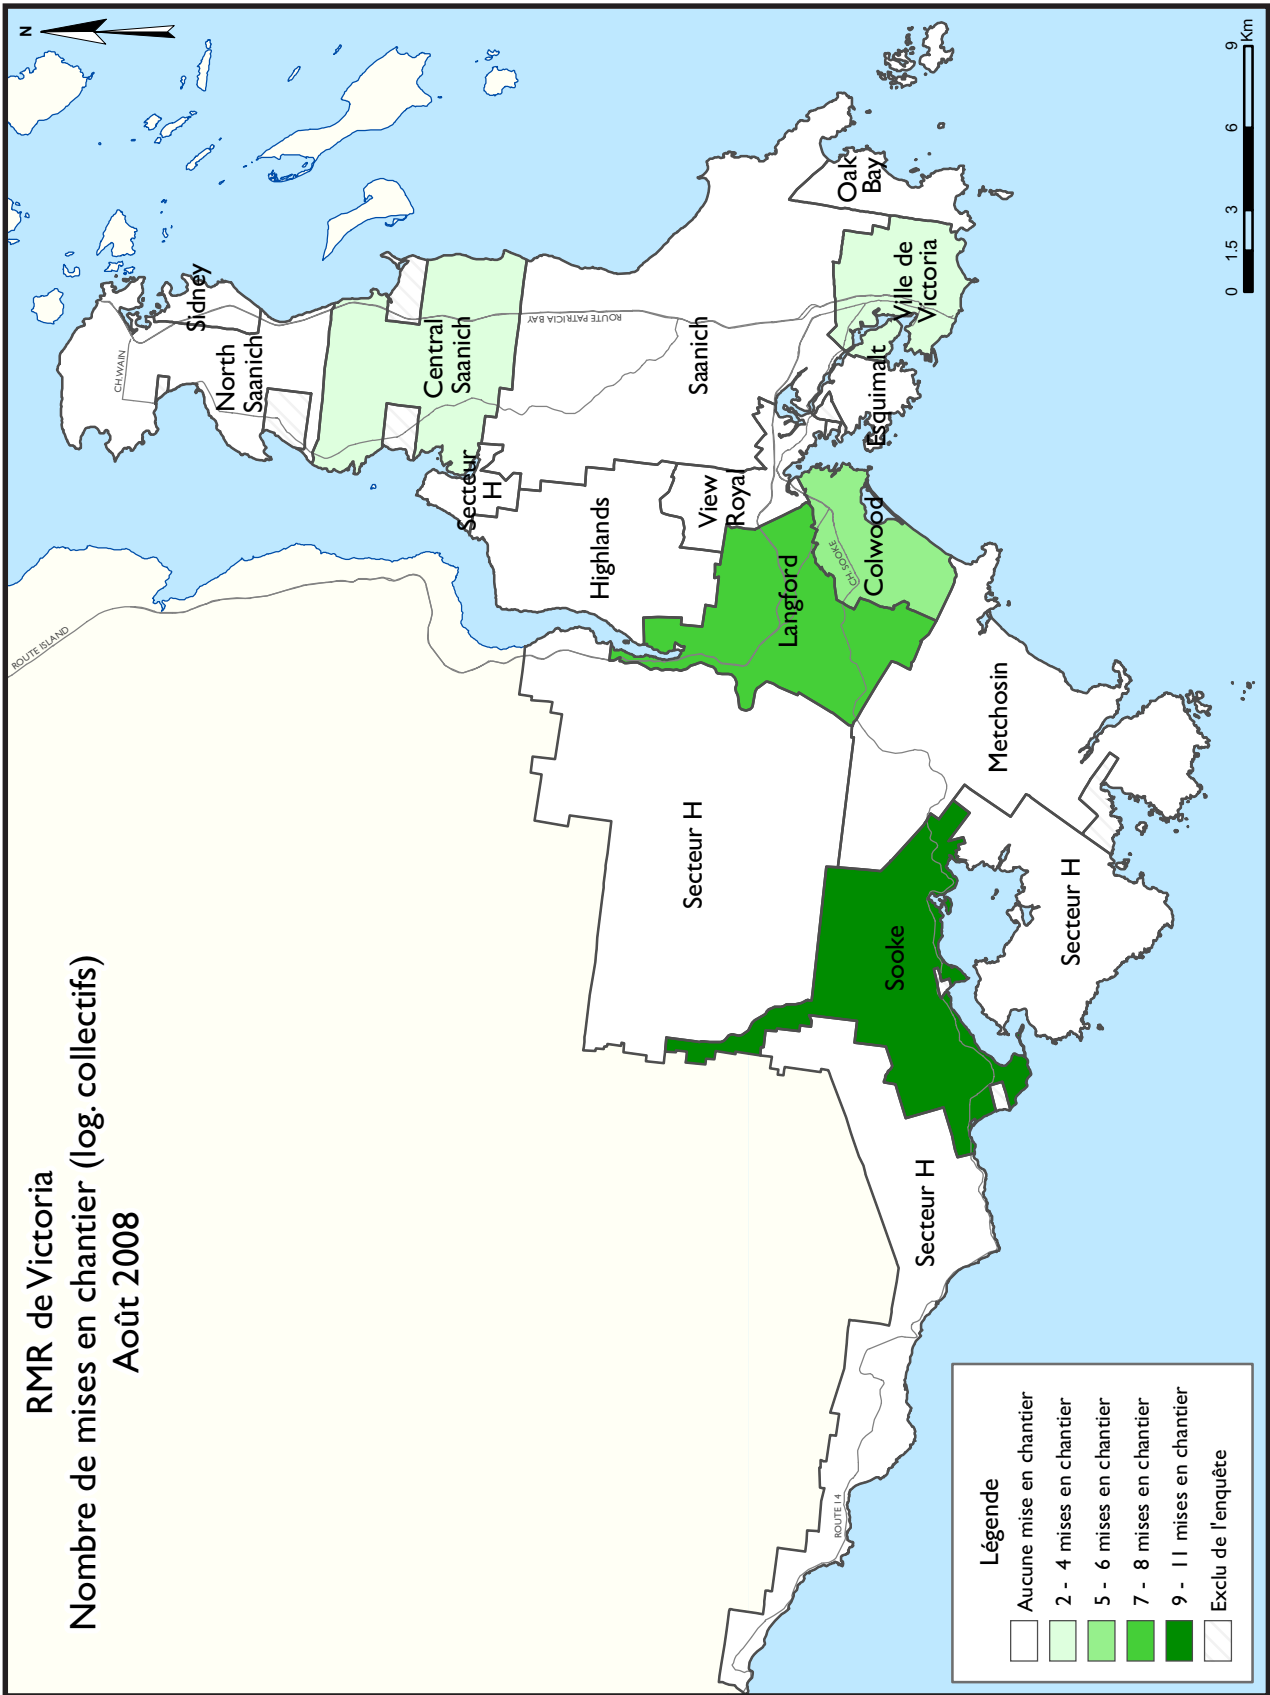 RMR de Victoria
Nombre de mises en chantier (log. collectifs)
Août 2008
N
ROUTE ISLAND
CH.WAIN
Sidney
North
Saanich
Central
Saanich
ROUTE PATRICIA BAY
Saanich
Secteur
H
Highlands
View
Royal
Oak
Bay
Ville de
Victoria
Esquimalt
Langford
Colwood
CH. SOOKE
Metchosin
Secteur H
Sooke
Secteur H
Secteur H
ROUTE 14
Légende
Aucune mise en chantier
2 - 4 mises en chantier
5 - 6 mises en chantier
7 - 8 mises en chantier
9 - 11 mises en chantier
Exclu de l'enquête
0 1.5 3 6 9
Km